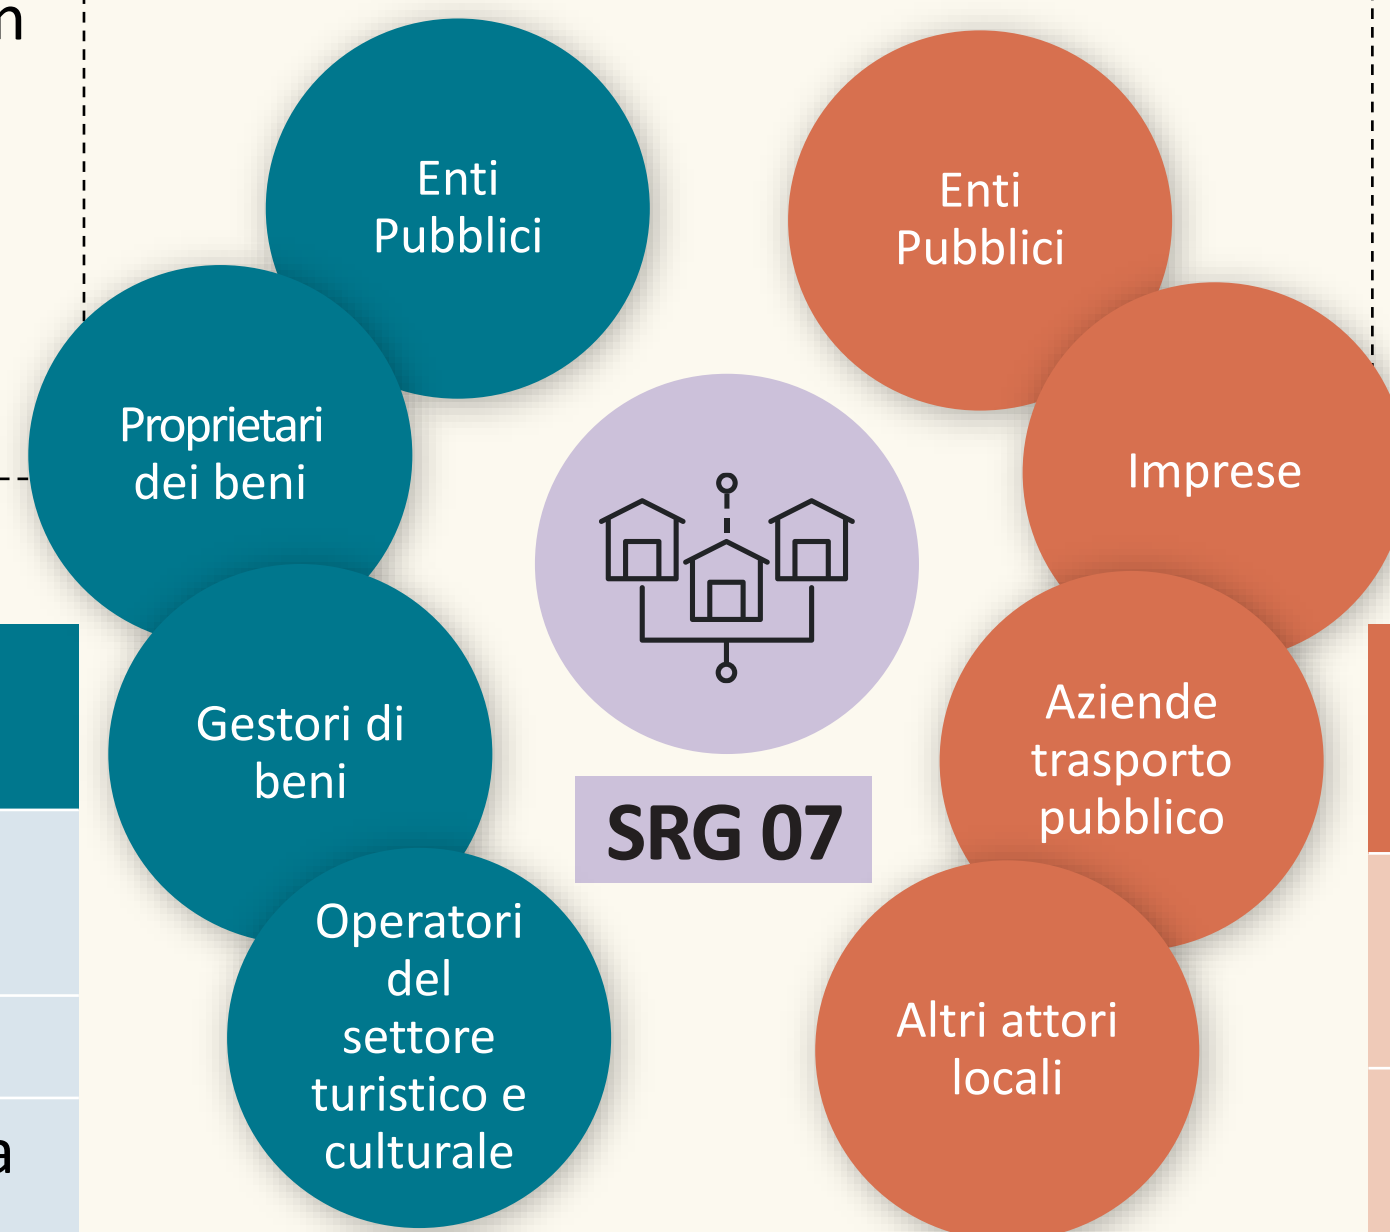 n
Enti
Pubblici
Proprietari
dei beni
Gestori di
beni
Operatori
del
settore
turistico e
culturale
a
SRG 07
Enti
Pubblici
Imprese
Aziende
trasporto
pubblico
Altri attori
locali